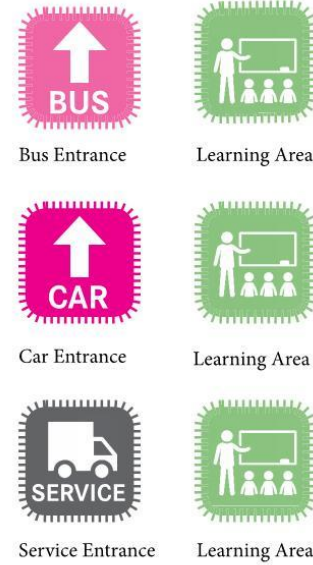 BUS
Bus Entrance
Learning Area
CAR
Car Entrance
Learning Area
SERVICE
Service Entrance
Learning Area